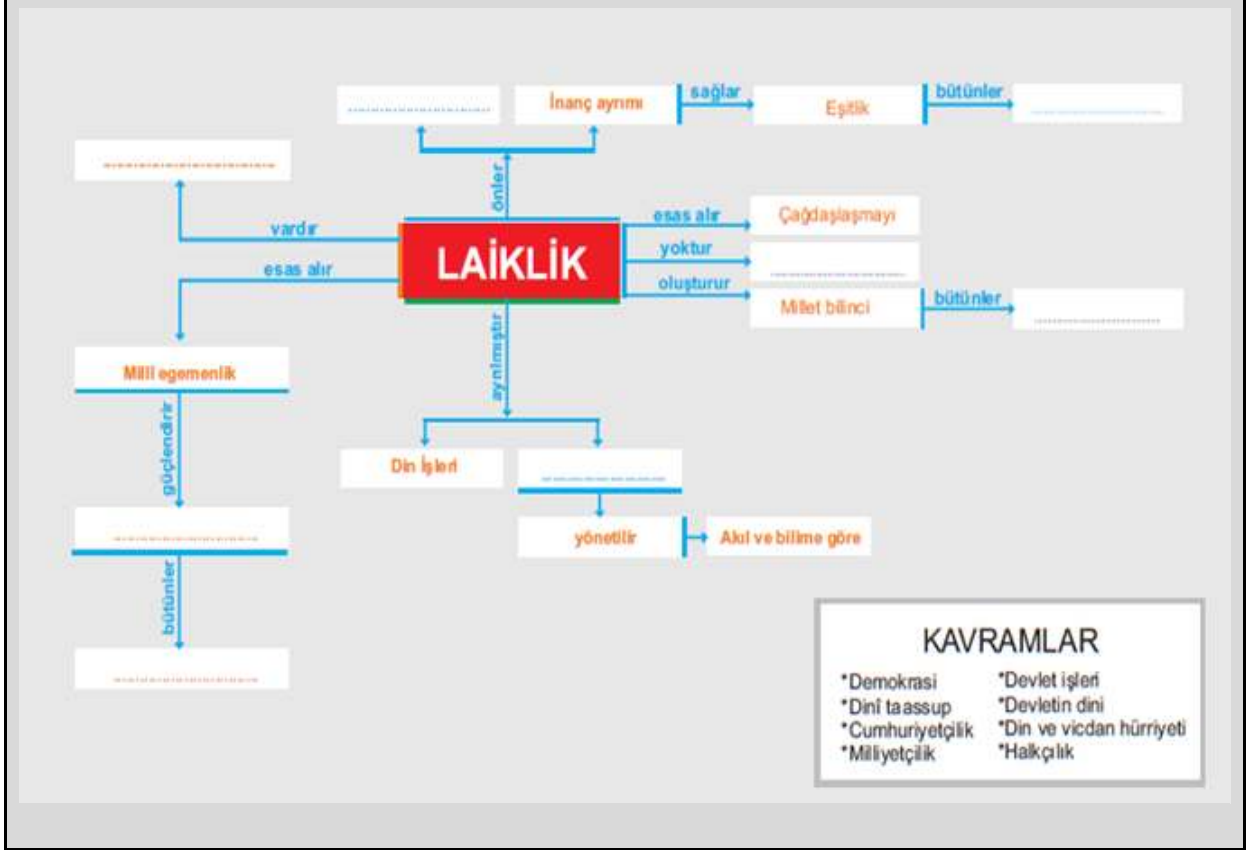 İnanç ayrımı
sağlar
Eşitlik
bütünler
önler
vardır
esas alır
LAİKLİK
esas alır
Çağdaşlaşmayı
yoktur
oluşturur
Millet bilinci
bütünler
ayrılmıştır
Milli egemenlik
güçlendirir
bütünler
Din İşleri
yönetilir
Akıl ve bilime göre
KAVRAMLAR
*Demokrasi
*Dinî taassup
*Cumhuriyetçilik
*Milliyetçilik
*Devlet işleri
*Devletin dini
*Din ve vicdan hürriyeti
*Halkçılık